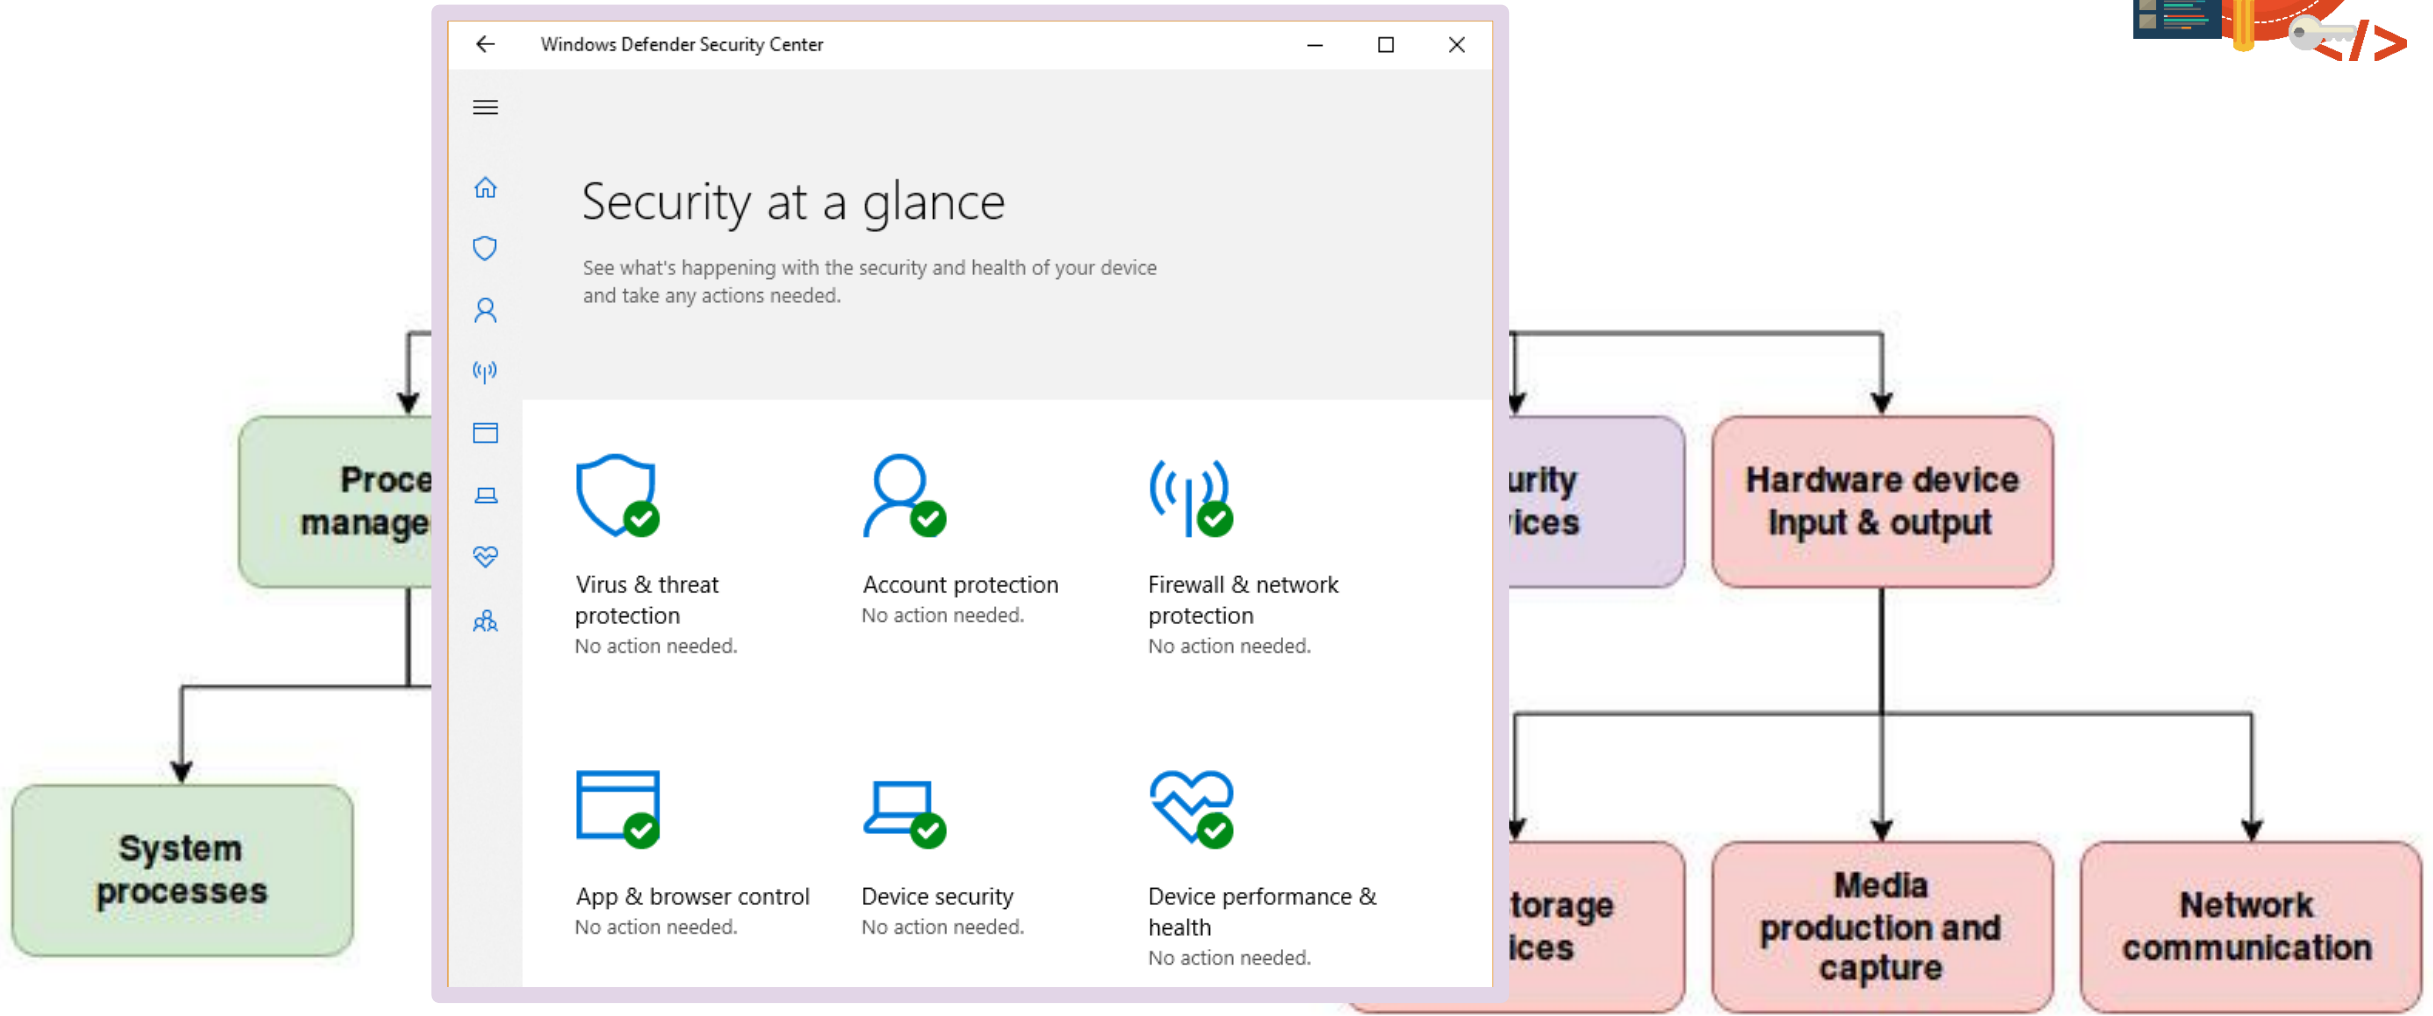 </>
Windows Defender Security Center
Security at a glance
See what's happening with the security and health of your device
and take any actions needed.
Virus & threat
protection
No action needed.
Account protection
No action needed.
Firewall & network
protection
No action needed.
App & browser control
No action needed.
Device security
No action needed.
Device performance &
health
No action needed.
Hardware device
Input & output
System
processes
Media
production and
capture
Network
communication